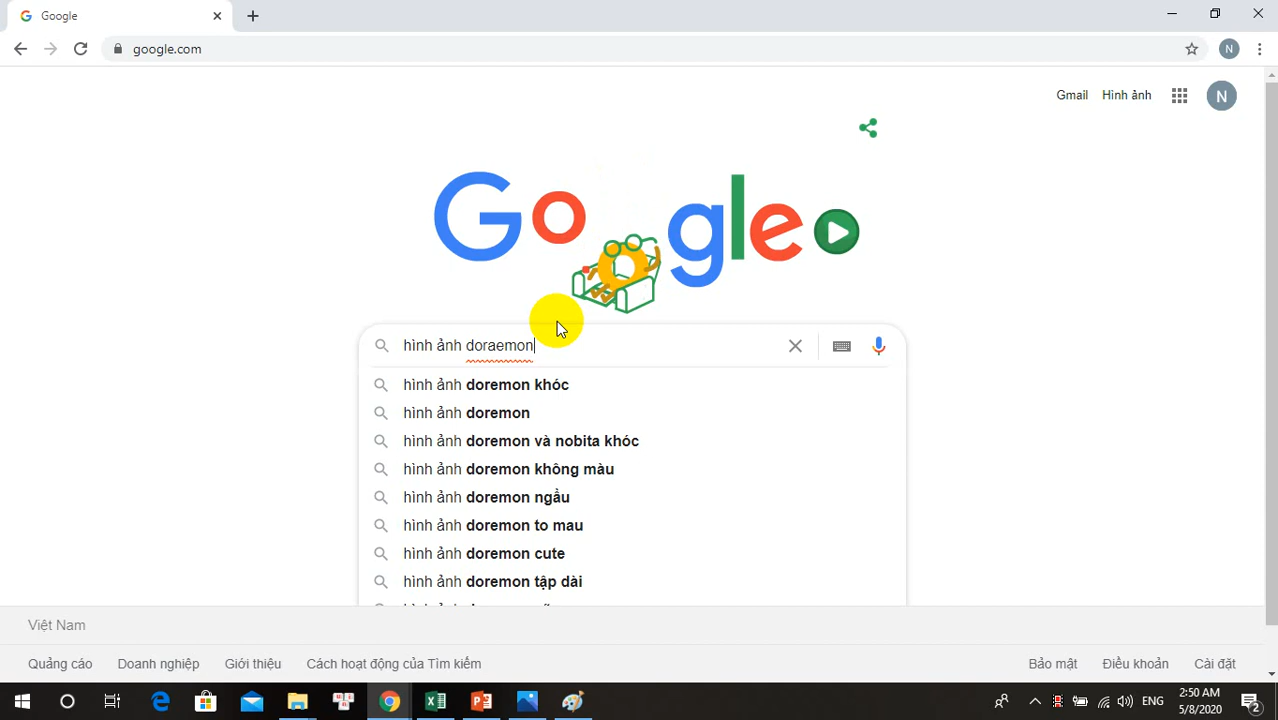 Google
google.com
Gmail Hình ảnh N
Google
hình ảnh doraemon
hình ảnh doremon khóc
hình ảnh doremon
hình ảnh doremon và nobita khóc
hình ảnh doremon không màu
hình ảnh doremon ngầu
hình ảnh doremon to mau
hình ảnh doremon cute
hình ảnh doremon tập dài
Việt Nam
Quảng cáo Doanh nghiệp Giới thiệu Cách hoạt động của Tìm kiếm Bảo mật Điều khoản Cài đặt
ENG 2:50 AM
5/8/2020 2